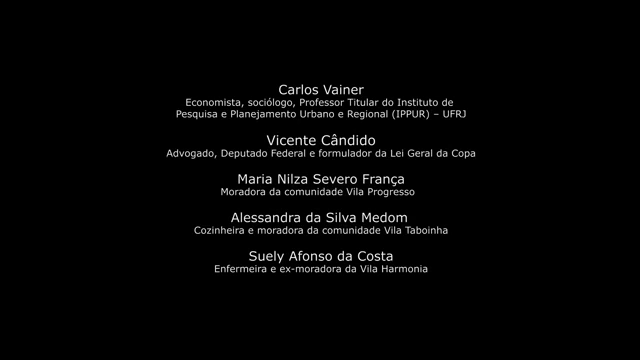 Carlos Vainer
Economista, sociólogo, Professor Titular do Instituto de
Pesquisa e Planejamento Urbano e Regional (IPPUR) – UFRJ
Vicente Cândido
Advogado, Deputado Federal e formulador da Lei Geral da Copa
Maria Nilza Severo França
Moradora da comunidade Vila Progresso
Alessandra da Silva Medom
Cozinheira e moradora da comunidade Vila Taboinha
Suely Afonso da Costa
Enfermeira e ex-moradora da Vila Harmonia